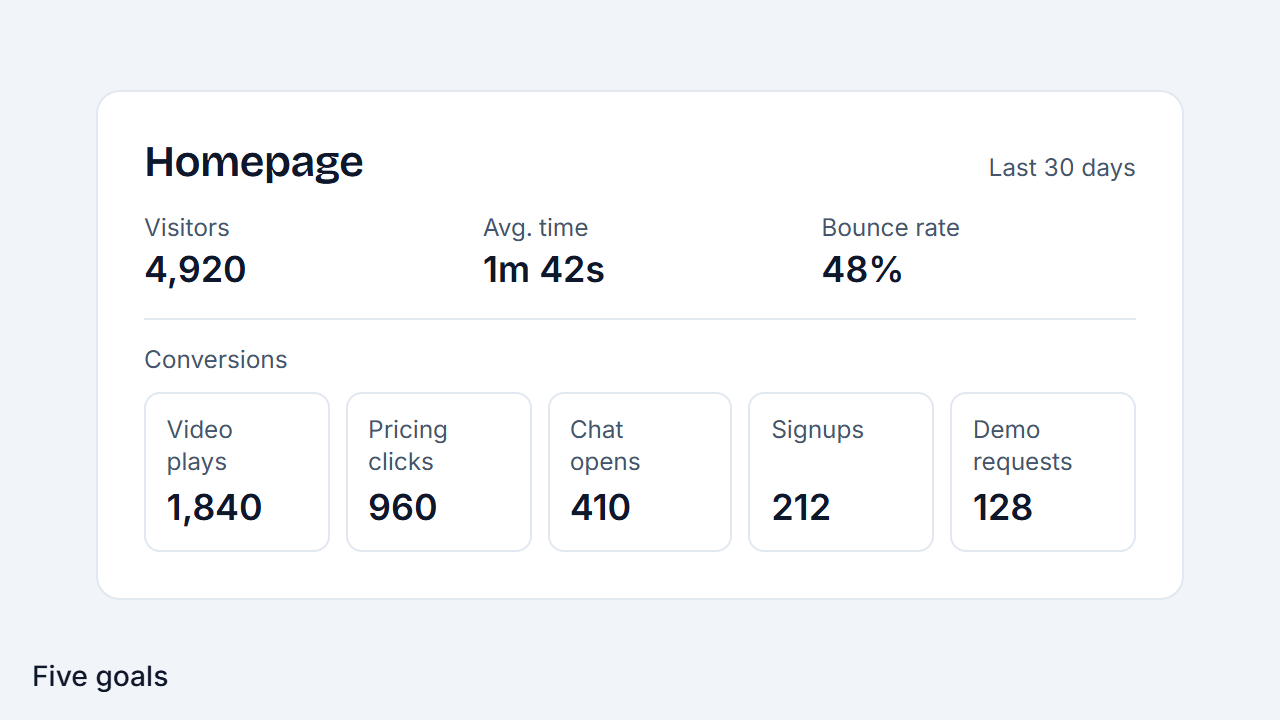 Homepage
Last 30 days
Visitors
4,920
Avg. time
1m 42s
Bounce rate
48%
Conversions
Video
plays
1,840
Pricing
clicks
960
Chat
opens
410
Signups
212
Demo
requests
128
Five goals